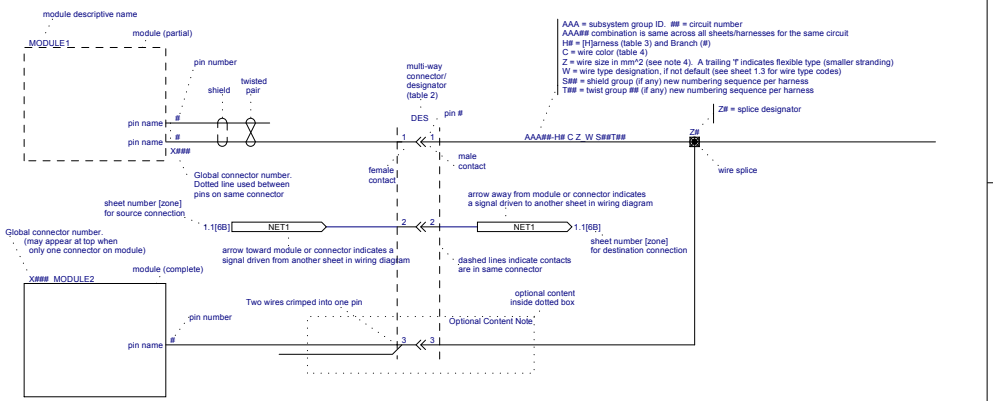 module descriptive name
MODULE1
module (partial)
pin number
shield
twisted
pair
pin name
#
pin name
#
X###
Global connector number.
Dotted line used between
pins on same connector
multi-way
connector/
designator
(table 2)
DES
pin #
1
1
female
contact
male
contact
AAA = subsystem group ID.  ## = circuit number
AAA## combination is same across all sheets/harnesses for the same circuit
H# = [H]arness (table 3) and Branch (#)
C = wire color (table 4)
Z = wire size in mm^2 (see note 4).  A trailing 'f' indicates flexible type (smaller stranding)
W = wire type designation, if not default (see sheet 1.3 for wire type codes)
S## = shield group (if any) new numbering sequence per harness
T## = twist group ## (if any) new numbering sequence per harness
AAA##-H# C Z_W S##T##
Z# = splice designator
Z#
wire splice
sheet number [zone]
for source connection
1.1[6B]
NET1
2
2
arrow away from module or connector indicates
a signal driven to another sheet in wiring diagram
NET1
1.1[6B]
sheet number [zone]
for destination connection
arrow toward module or connector indicates a
signal driven from another sheet in wiring diagram
dashed lines indicate contacts
are in same connector
Global connector number.
(may appear at top when
only one connector on module)
X### MODULE2
module (complete)
pin number
pin name
#
Two wires crimped into one pin
optional content
inside dotted box
Optional Content Note
3
3